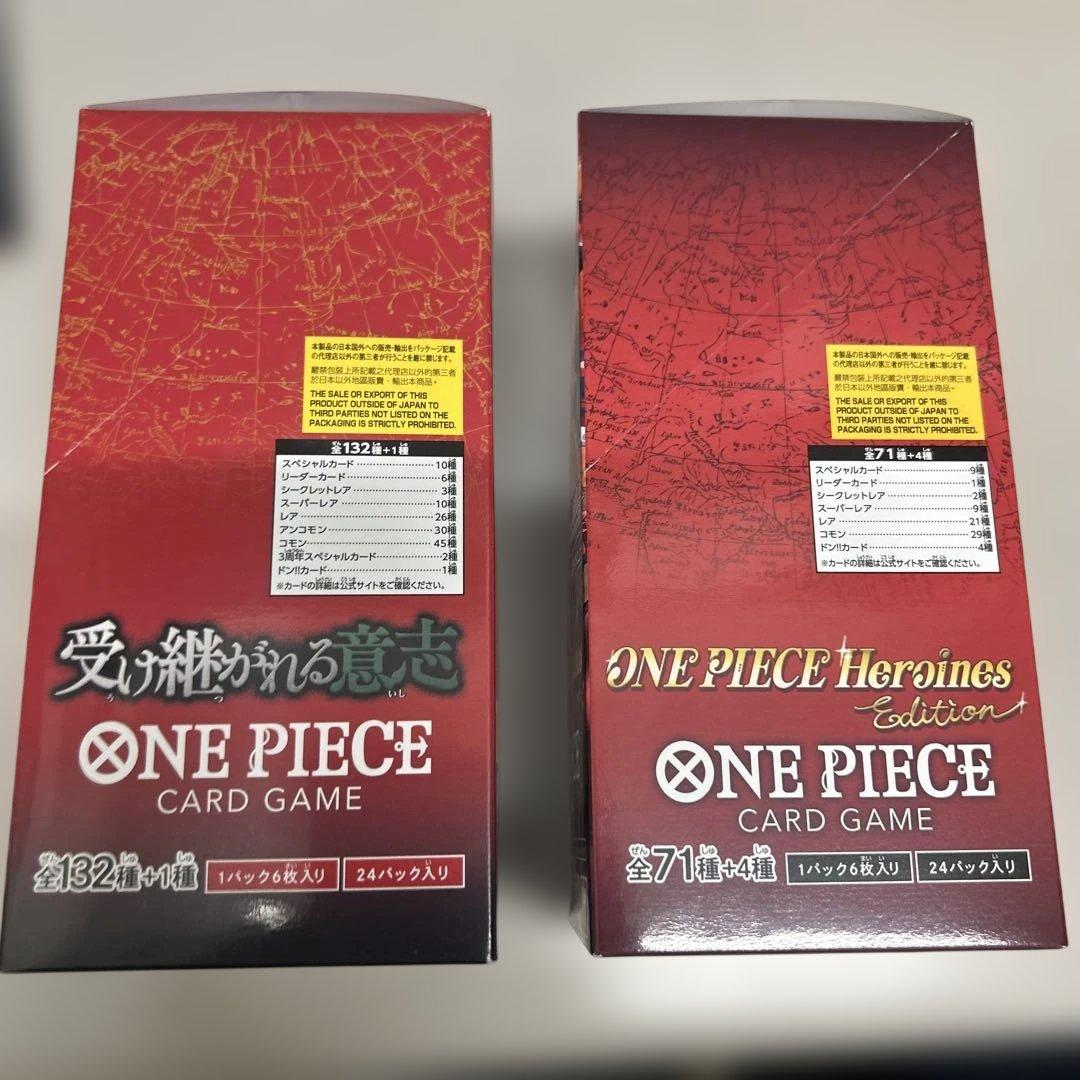 本製品の日本国外への販売・輸出をパッケージ記載
の代理店以外の第三者が行うことを厳に禁じます。
嚴禁包裝上所記載之代理店以外的第三者
於日本以外地區販賣・輸出本商品。
THE SALE OR EXPORT OF THIS
PRODUCT OUTSIDE OF JAPAN TO
THIRD PARTIES NOT LISTED ON THE
PACKAGING IS STRICTLY PROHIBITED.
全132種+1種
スペシャルカード 10種
リーダーカード 6種
シークレットレア 3種
スーパーレア 10種
レア 26種
アンコモン 30種
コモン 45種
3周年スペシャルカード 2種
ドン!!カード 1種
※カードの詳細は公式サイトをご確認ください。
受け継がれる意志
ONE PIECE
CARD GAME
全132種+1種 1パック6枚入り 24パック入り
本製品の日本国外への販売・輸出をパッケージ記載
の代理店以外の第三者が行うことを厳に禁じます。
嚴禁包裝上所記載之代理店以外的第三者
於日本以外地區販賣・輸出本商品。
THE SALE OR EXPORT OF THIS
PRODUCT OUTSIDE OF JAPAN TO
THIRD PARTIES NOT LISTED ON THE
PACKAGING IS STRICTLY PROHIBITED.
全71種+4種
スペシャルカード 9種
リーダーカード 1種
シークレットレア 2種
スーパーレア 9種
レア 21種
コモン 29種
ドン!!カード 4種
※カードの詳細は公式サイトをご確認ください。
ONE PIECE Heroines
Edition
ONE PIECE
CARD GAME
全71種+4種 1パック6枚入り 24パック入り